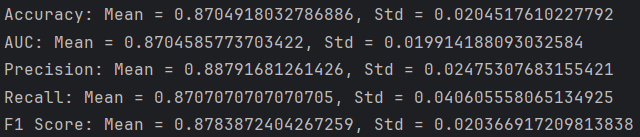 Accuracy: Mean = 0.8704918032786886, Std = 0.0204517610227792
AUC: Mean = 0.8704585773703422, Std = 0.019914188093032584
Precision: Mean = 0.88791681261426, Std = 0.02475307683155421
Recall: Mean = 0.8707070707070705, Std = 0.040605558065134925
F1 Score: Mean = 0.8783872404267259, Std = 0.020366917209813838